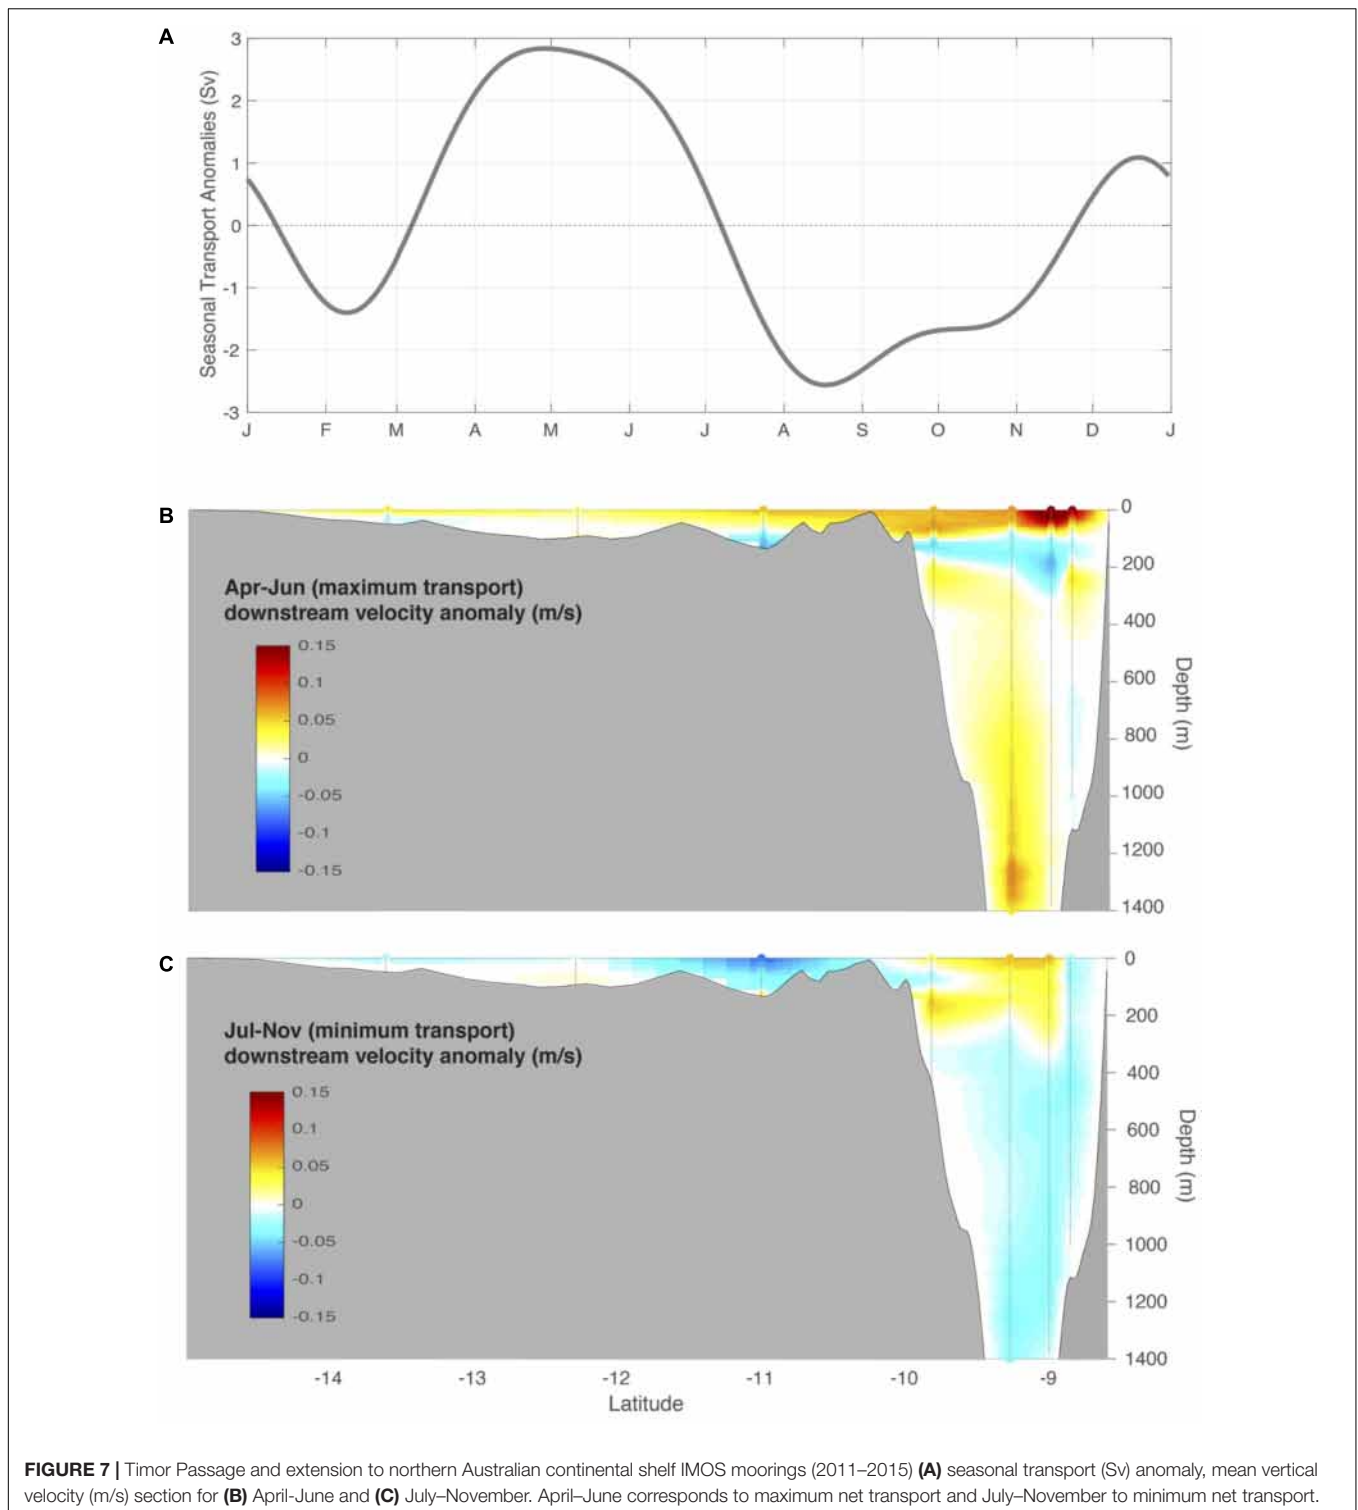 A
3
2
1
0
-1
-2
-3
Seasonal Transport Anomalies (Sv)
J F M A M J J A S O N D J
B
Apr-Jun (maximum transport)
downstream velocity anomaly (m/s)
0.15
0.1
0.05
0
-0.05
-0.1
-0.15
0
200
400
600
800
1000
1200
1400
Depth (m)
C
Jul-Nov (minimum transport)
downstream velocity anomaly (m/s)
0.15
0.1
0.05
0
-0.05
-0.1
-0.15
0
200
400
600
800
1000
1200
1400
Depth (m)
-14 -13 -12 -11 -10 -9
Latitude
FIGURE 7 | Timor Passage and extension to northern Australian continental shelf IMOS moorings (2011–2015) (A) seasonal transport (Sv) anomaly, mean vertical
velocity (m/s) section for (B) April-June and (C) July–November. April–June corresponds to maximum net transport and July–November to minimum net transport.